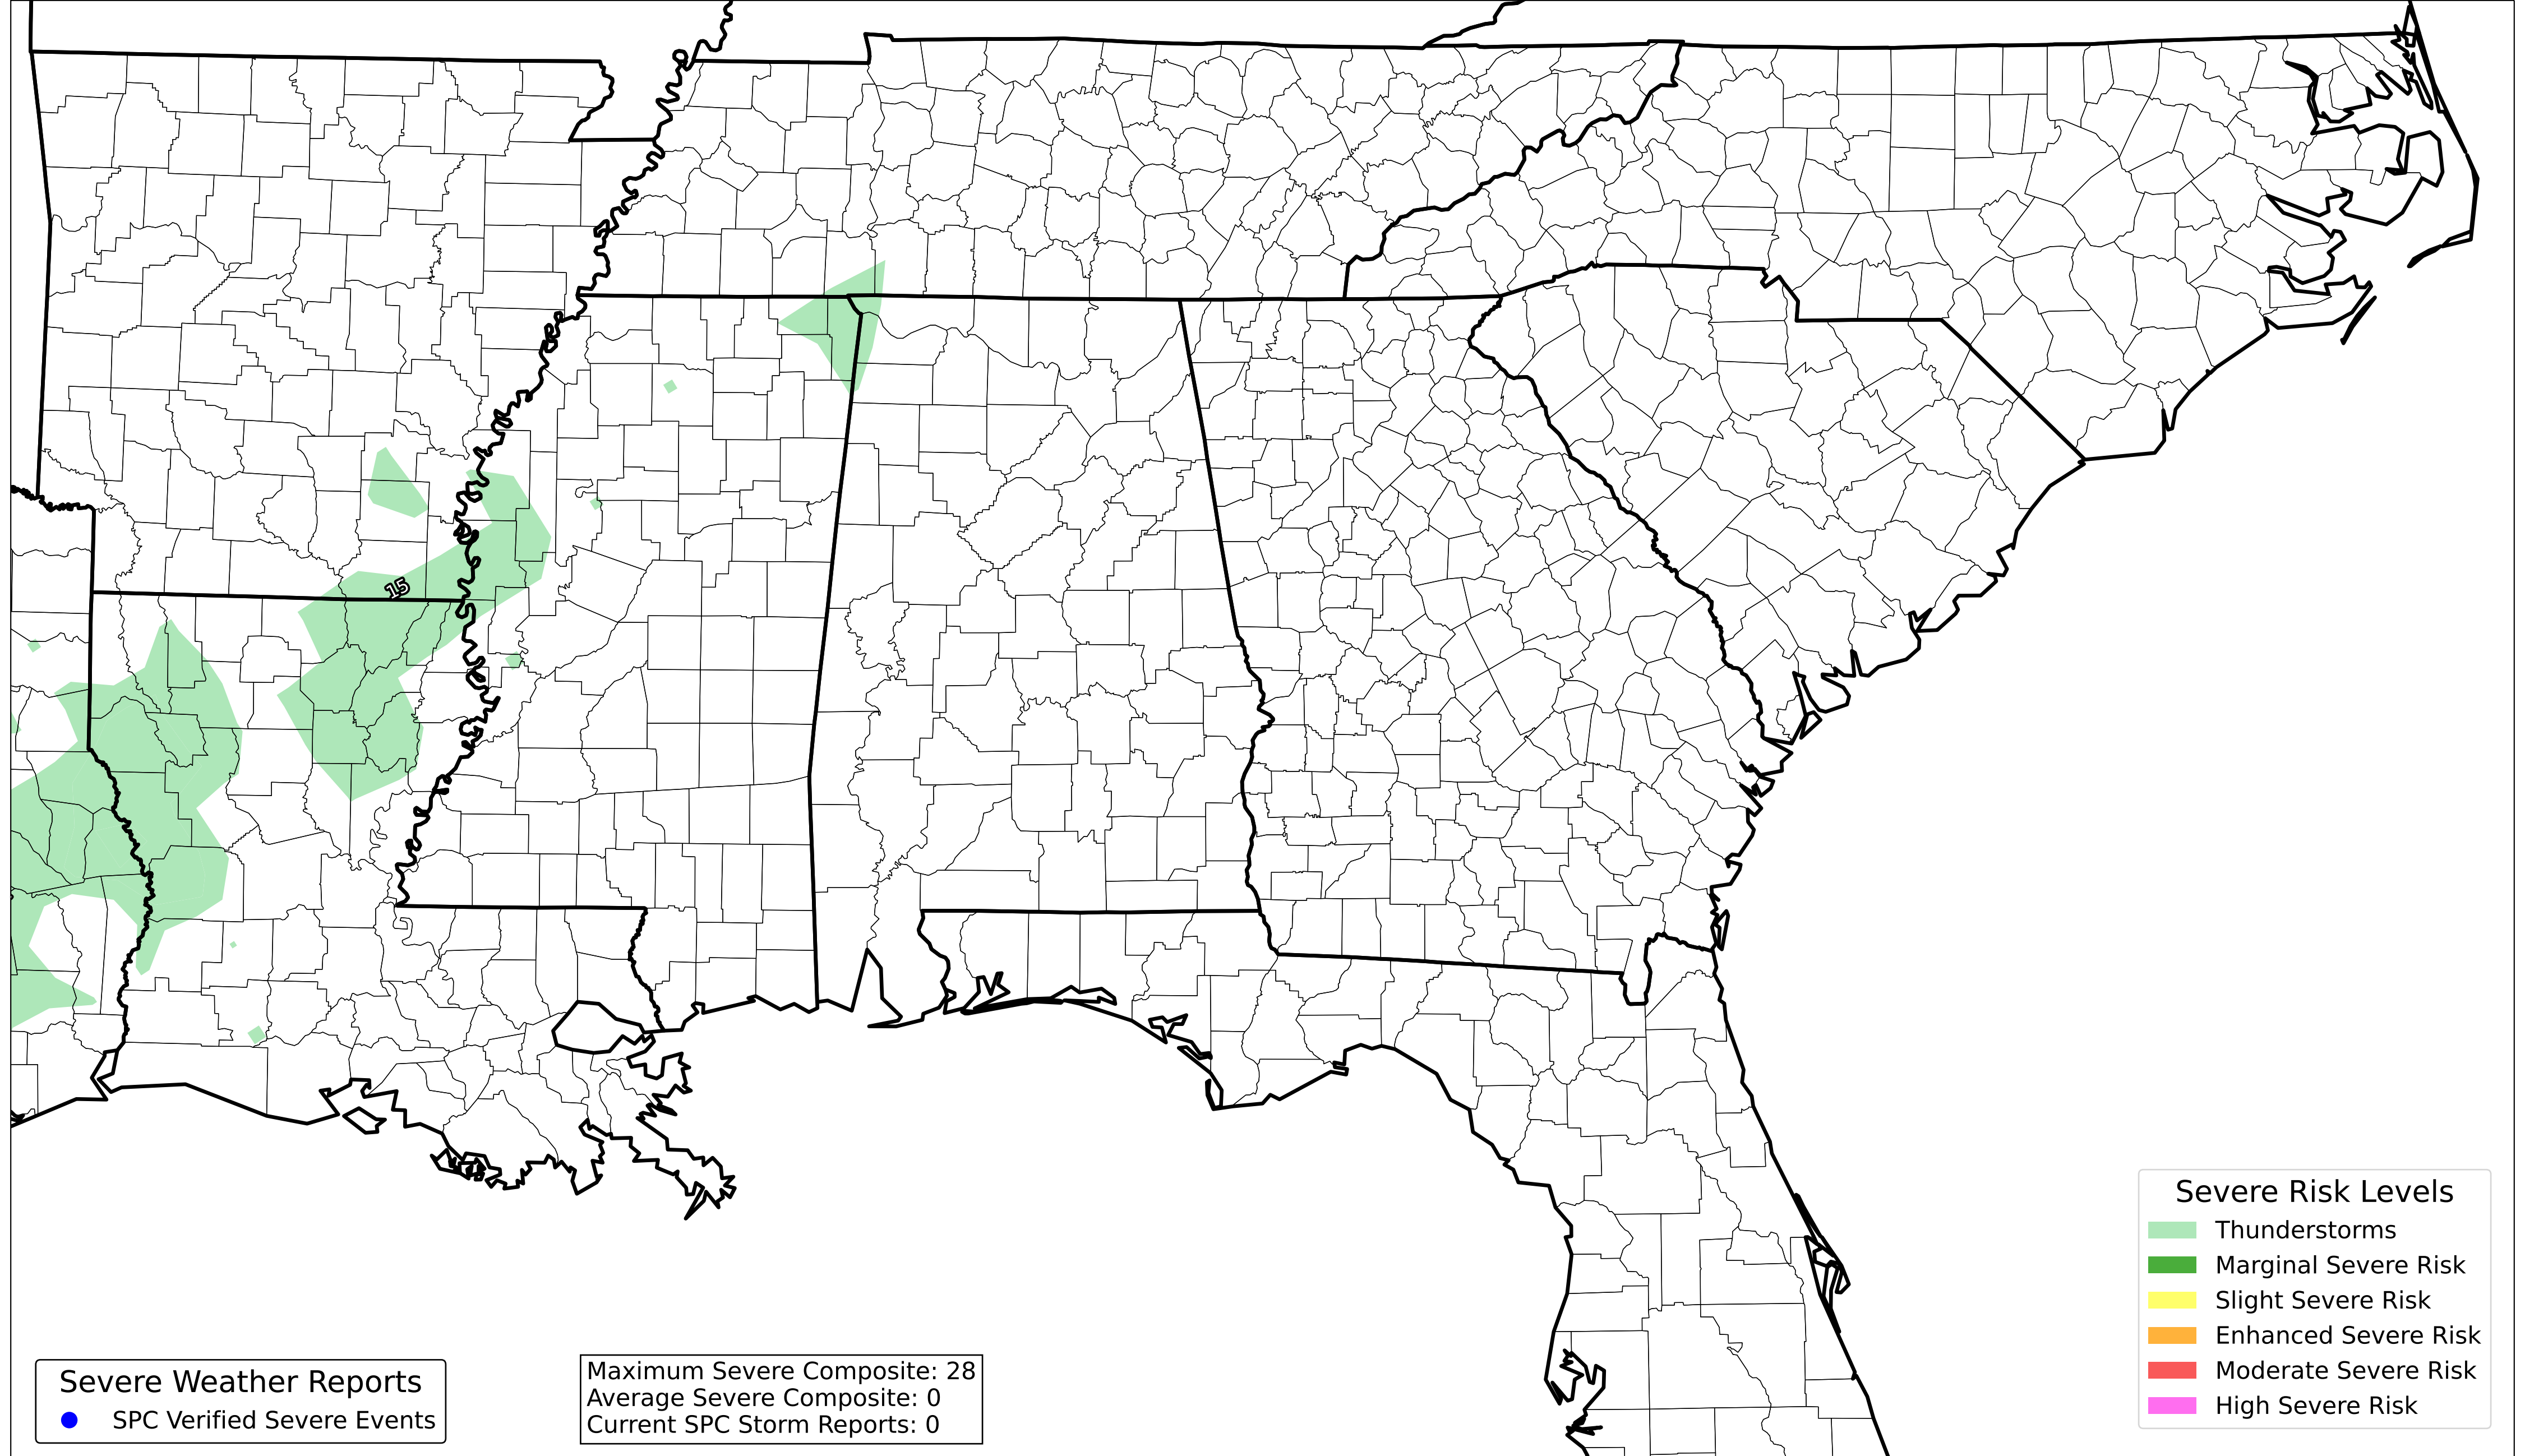 15
Severe Risk Levels
Thunderstorms
Marginal Severe Risk
Slight Severe Risk
Enhanced Severe Risk
Moderate Severe Risk
High Severe Risk
Severe Weather Reports
SPC Verified Severe Events
Maximum Severe Composite: 28
Average Severe Composite: 0
Current SPC Storm Reports: 0